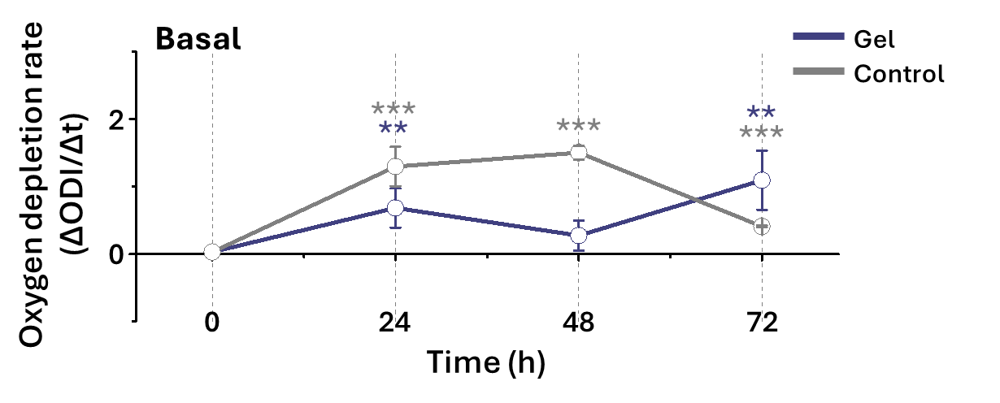 Basal
Gel
Control
Oxygen depletion rate
(ΔODI/Δt)
2
0
***
**
***
**
***
0 24 48 72
Time (h)